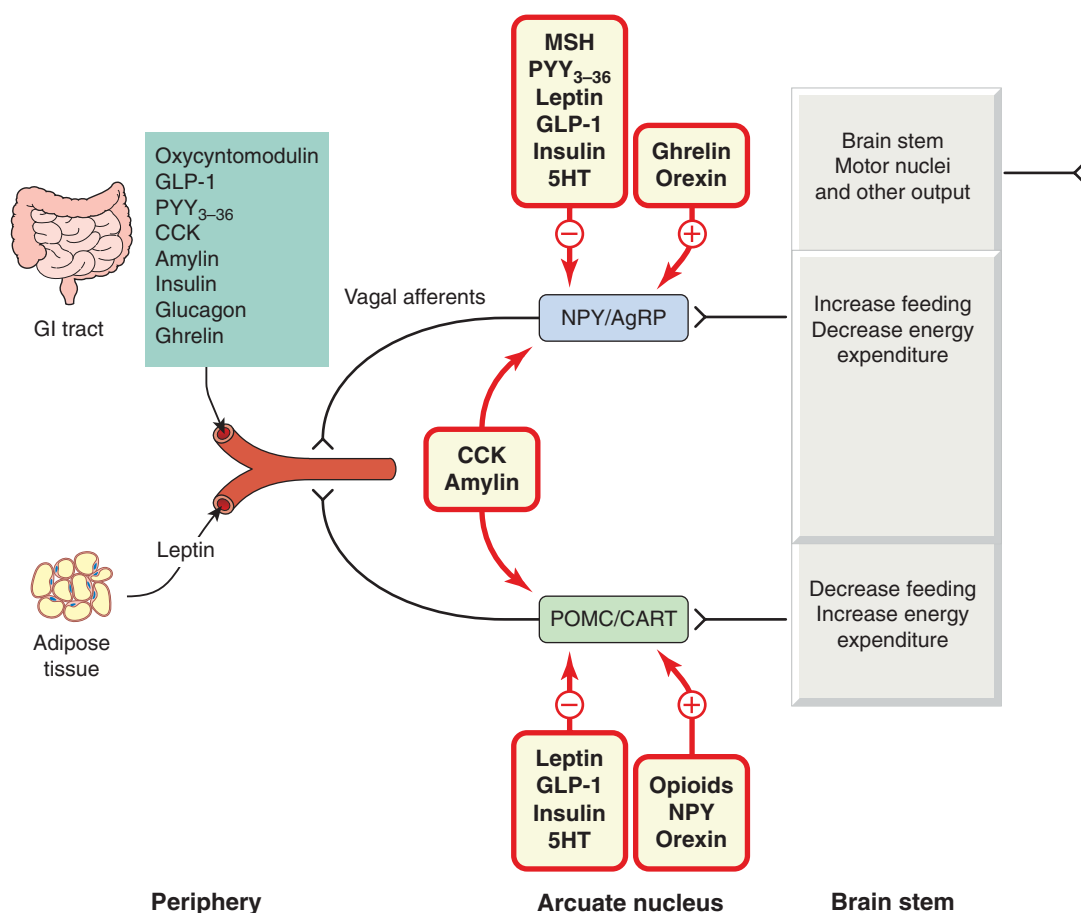 MSH
PYY3–36
Leptin
GLP-1
Insulin
5HT
Ghrelin
Orexin
Brain stem
Motor nuclei
and other output
Oxycyntomodulin
GLP-1
PYY3–36
CCK
Amylin
Insulin
Glucagon
Ghrelin
GI tract
Vagal afferents
−
+
NPY/AgRP
Increase feeding
Decrease energy
expenditure
CCK
Amylin
Leptin
Adipose
tissue
POMC/CART
Decrease feeding
Increase energy
expenditure
−
+
Leptin
GLP-1
Insulin
5HT
Opioids
NPY
Orexin
Periphery
Arcuate nucleus
Brain stem